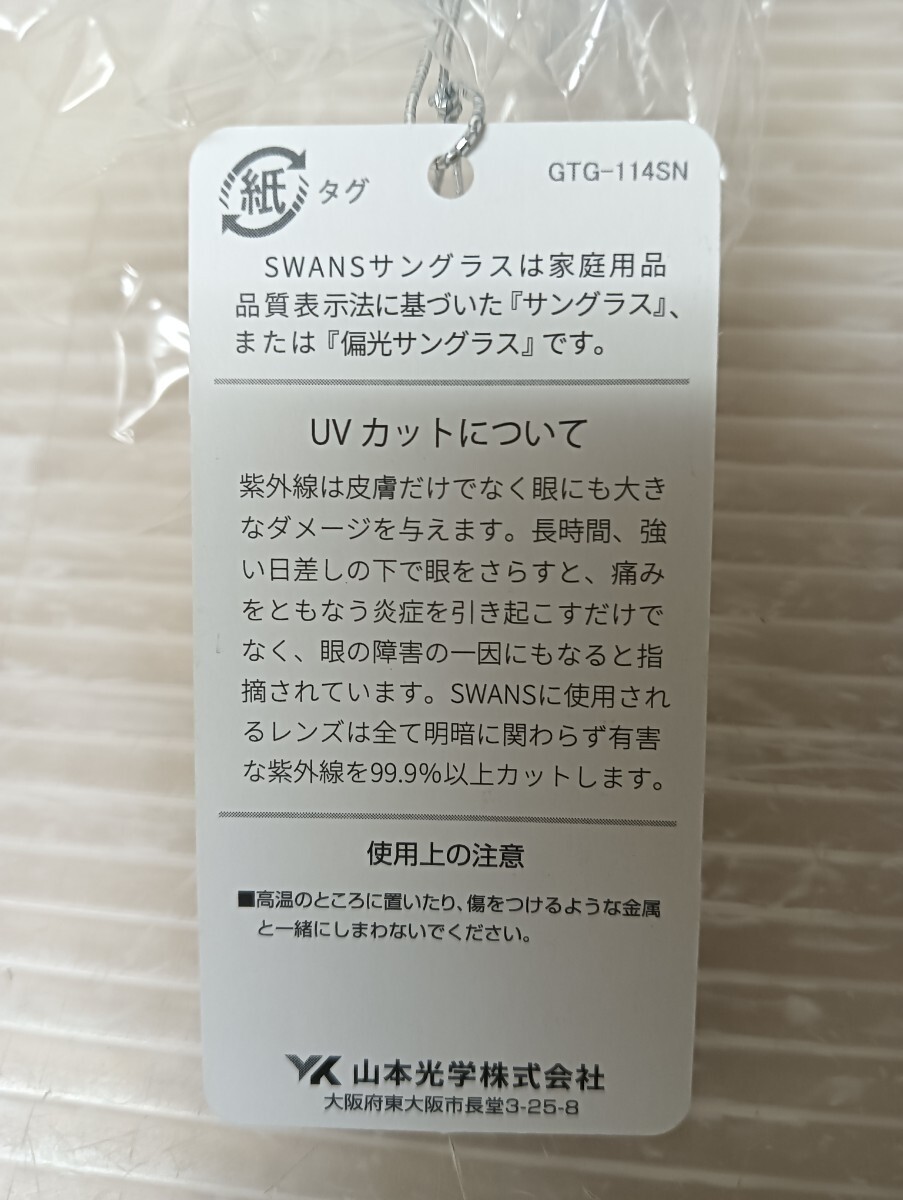 紙 タグ
GTG-114SN
SWANSサングラスは家庭用品
品質表示法に基づいた『サングラス』、
または『偏光サングラス』です。
UV カットについて
紫外線は皮膚だけでなく眼にも大き
なダメージを与えます。長時間、強
い日差しの下で眼をさらすと、痛み
をともなう炎症を引き起こすだけで
なく、眼の障害の一因にもなると指
摘されています。SWANSに使用され
るレンズは全て明暗に関わらず有害
な紫外線を99.9%以上カットします。
使用上の注意
■高温のところに置いたり、傷をつけるような金属
と一緒にしまわないでください。
YK 山本光学株式会社
大阪府東大阪市長堂3-25-8